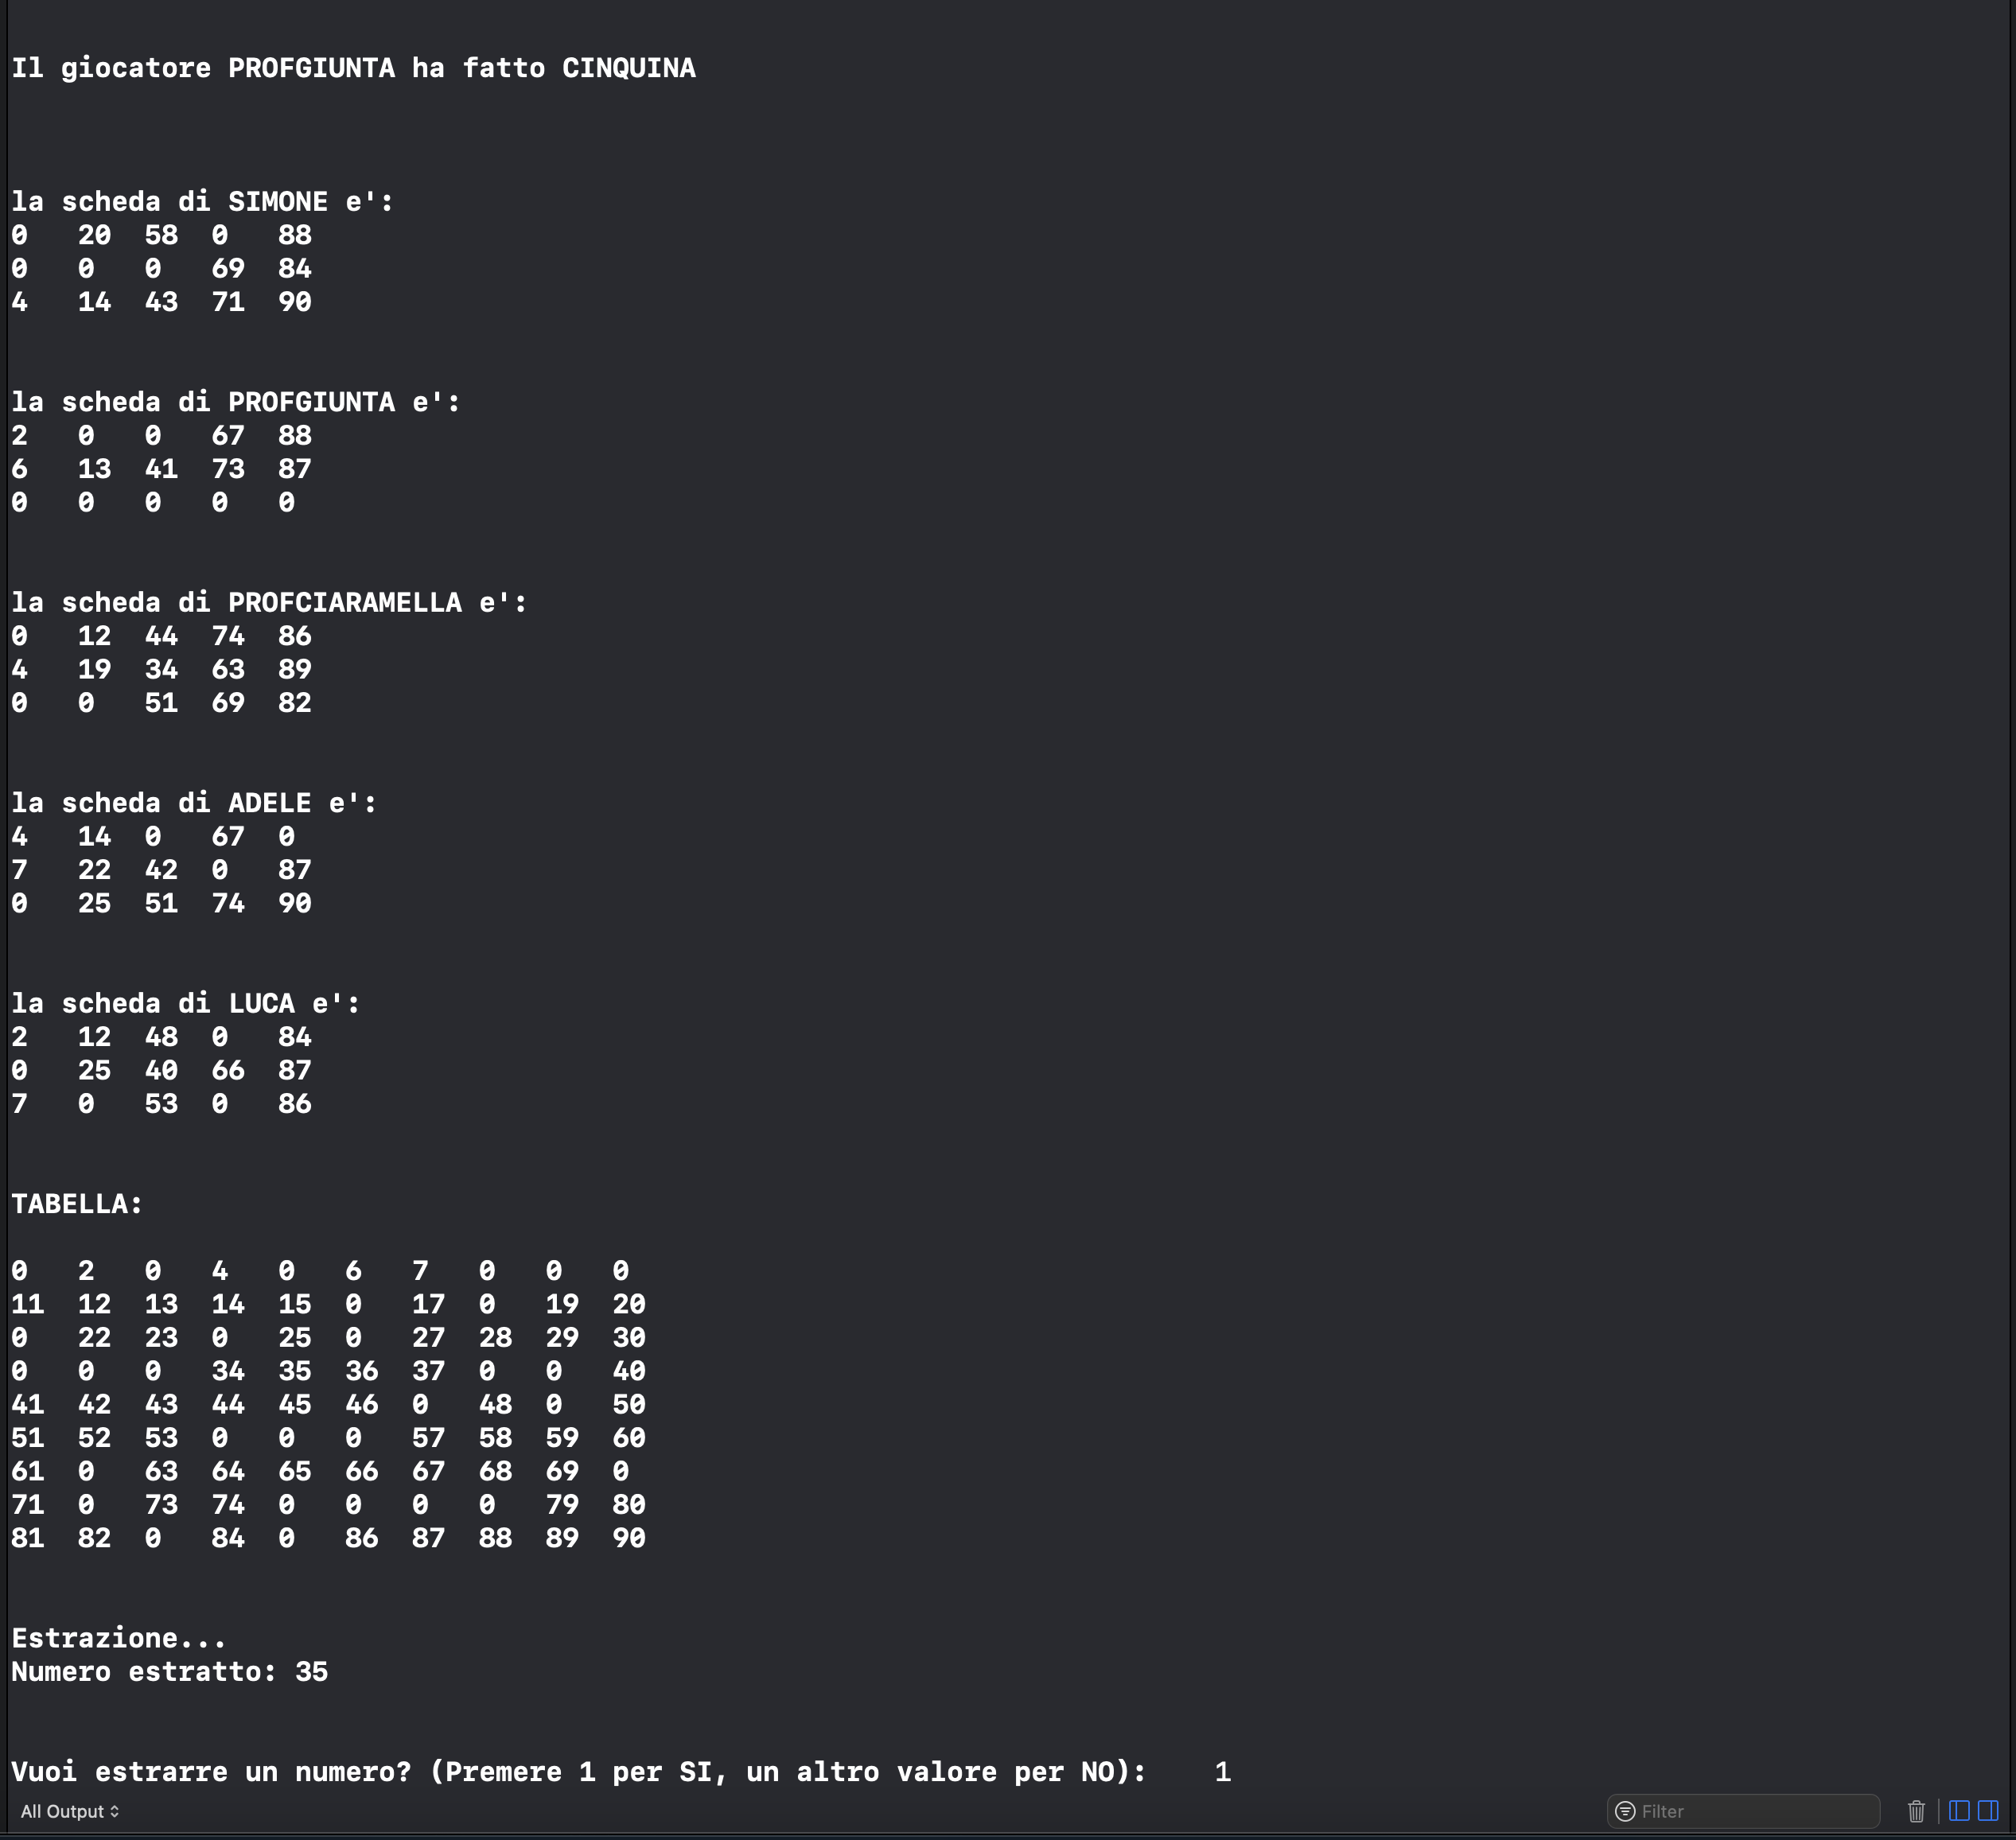 Il giocatore PROFGIUNTA ha fatto CINQUINA
la scheda di SIMONE e':
0 20 58 0 88
0 0 0 69 84
4 14 43 71 90
la scheda di PROFGIUNTA e':
2 0 0 67 88
6 13 41 73 87
0 0 0 0 0
la scheda di PROFCIARAMELLA e':
0 12 44 74 86
4 19 34 63 89
0 0 51 69 82
la scheda di ADELE e':
4 14 0 67 0
7 22 42 0 87
0 25 51 74 90
la scheda di LUCA e':
2 12 48 0 84
0 25 40 66 87
7 0 53 0 86
TABELLA:
0 2 0 4 0 6 7 0 0 0
11 12 13 14 15 0 17 0 19 20
0 22 23 0 25 0 27 28 29 30
0 0 0 34 35 36 37 0 0 40
41 42 43 44 45 46 0 48 0 50
51 52 53 0 0 0 57 58 59 60
61 0 63 64 65 66 67 68 69 0
71 0 73 74 0 0 0 0 79 80
81 82 0 84 0 86 87 88 89 90
Estrazione...
Numero estratto: 35
Vuoi estrarre un numero? (Premere 1 per SI, un altro valore per NO): 1
All Output Filter